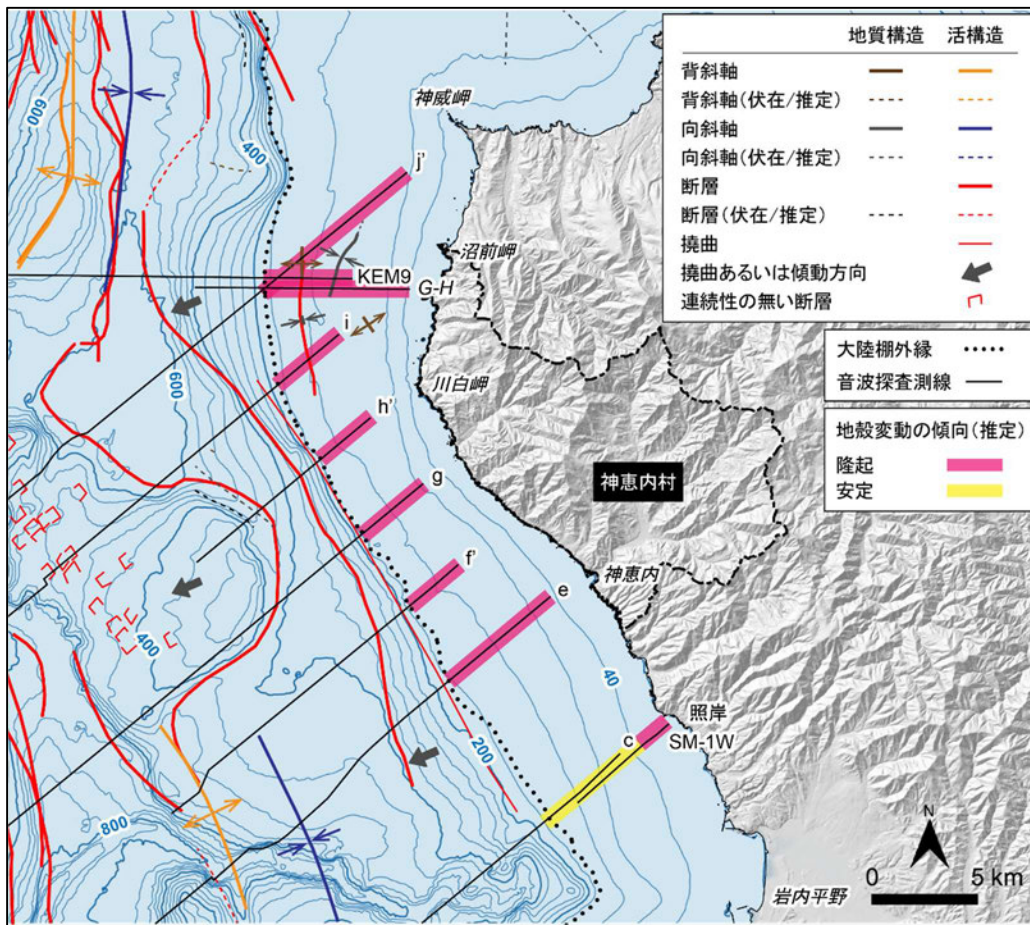 地質構造 活構造
背斜軸
背斜軸(伏在/推定)
向斜軸
向斜軸(伏在/推定)
断層
断層(伏在/推定)
撓曲
撓曲あるいは傾動方向
連続性の無い断層
大陸棚外縁
音波探査測線
地殻変動の傾向(推定)
隆起
安定
神威岬
600
400
j'
沼前岬
KEM9
G-H
i
600
川白岬
h'
g
神恵内村
f'
神恵内
e
400
40
照岸
SM-1W
c
200
800
N
0 5 km
岩内平野